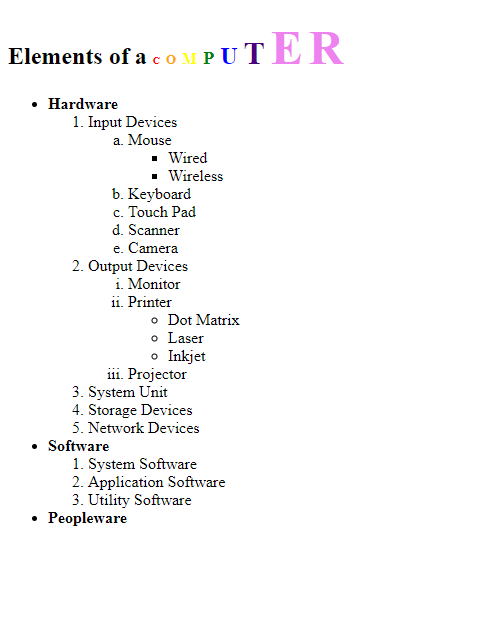 Elements of a C O M P U T E R
• Hardware
1. Input Devices
a. Mouse
▪ Wired
▪ Wireless
b. Keyboard
c. Touch Pad
d. Scanner
e. Camera
2. Output Devices
i. Monitor
ii. Printer
◦ Dot Matrix
◦ Laser
◦ Inkjet
iii. Projector
3. System Unit
4. Storage Devices
5. Network Devices
• Software
1. System Software
2. Application Software
3. Utility Software
• Peopleware